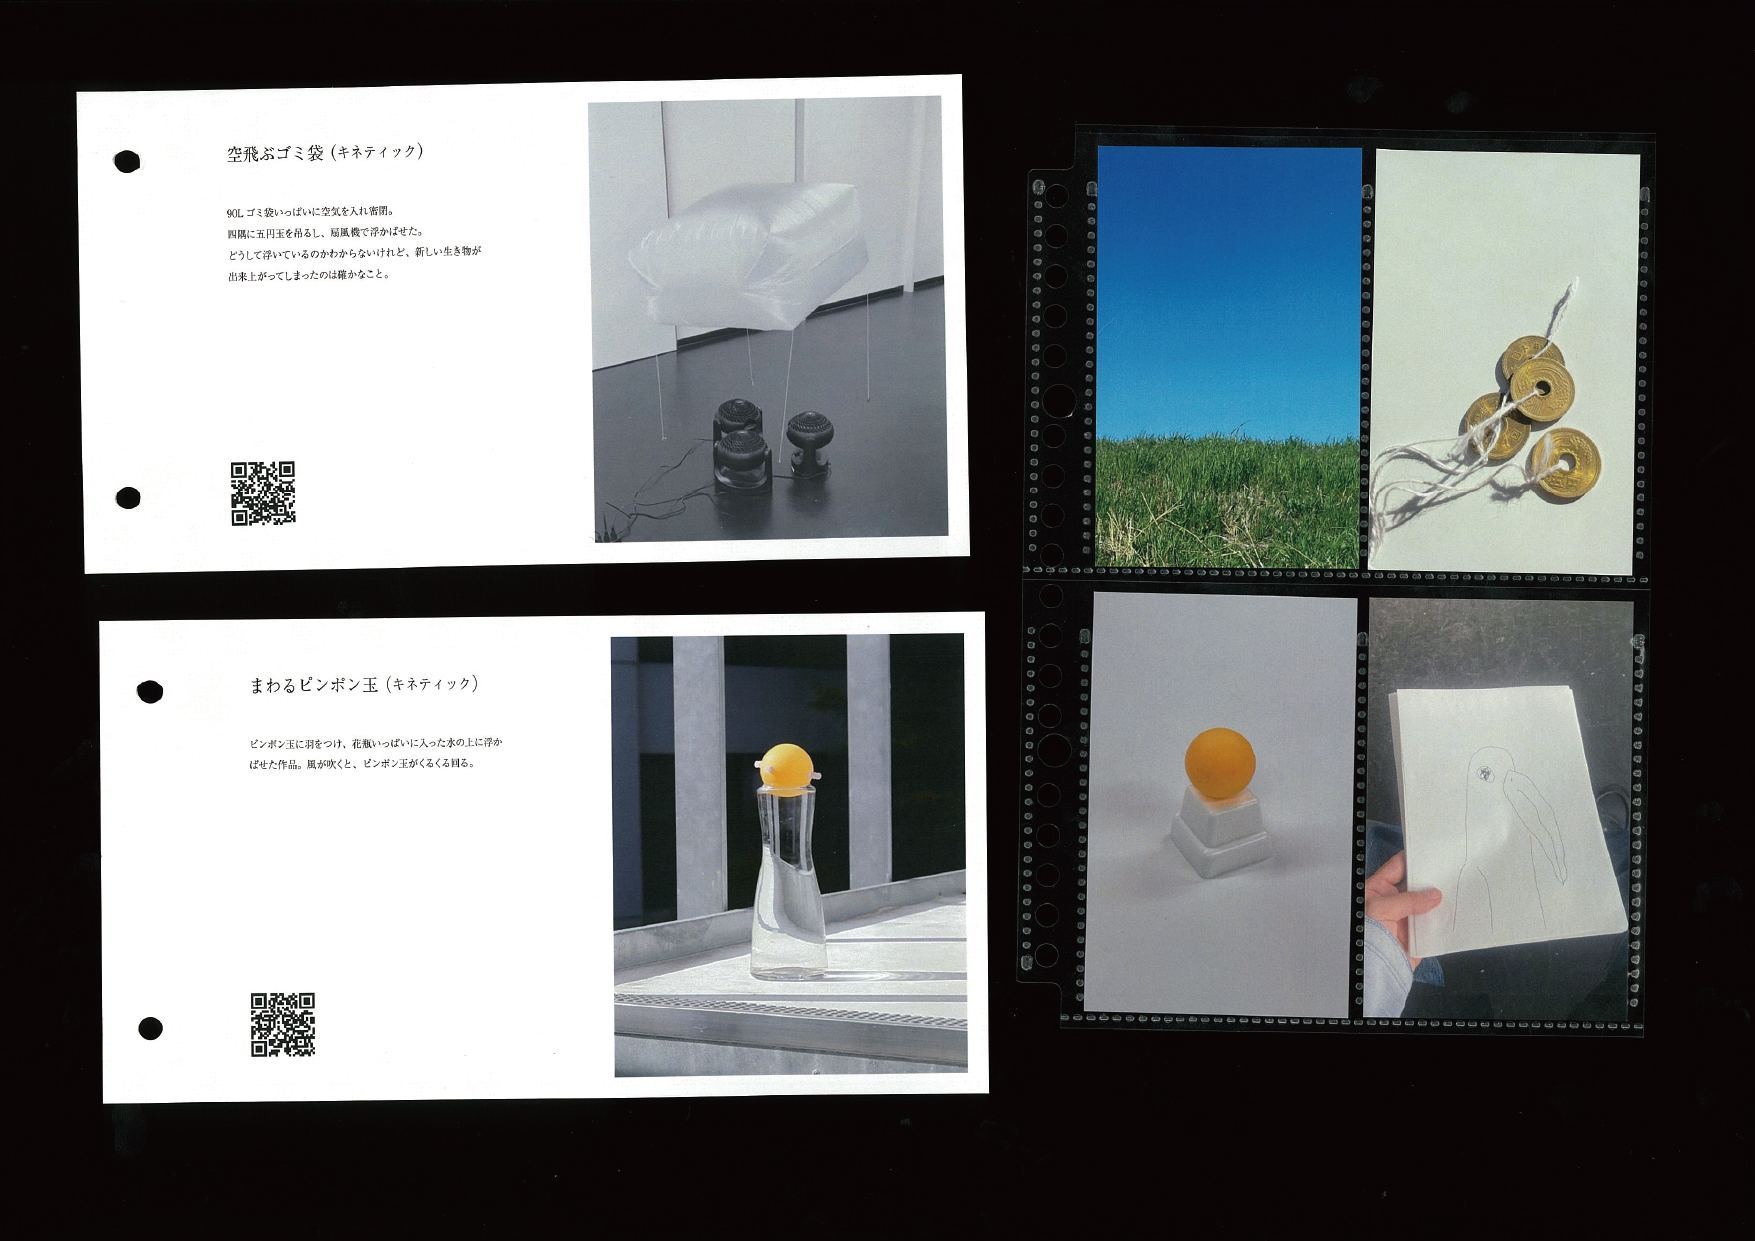 空飛ぶゴミ袋（キネティック）
90L ゴミ袋いっぱいに空気を入れ密閉。
四隅に五円玉を吊るし、扇風機で浮かばせた。
どうして浮いているのかわからないけれど、新しい生き物が
出来上がってしまったのは確かなこと。
まわるピンポン玉（キネティック）
ピンポン玉に羽をつけ、花瓶いっぱいに入った水の上に浮か
ばせた作品。風が吹くと、ピンポン玉がくるくる回る。